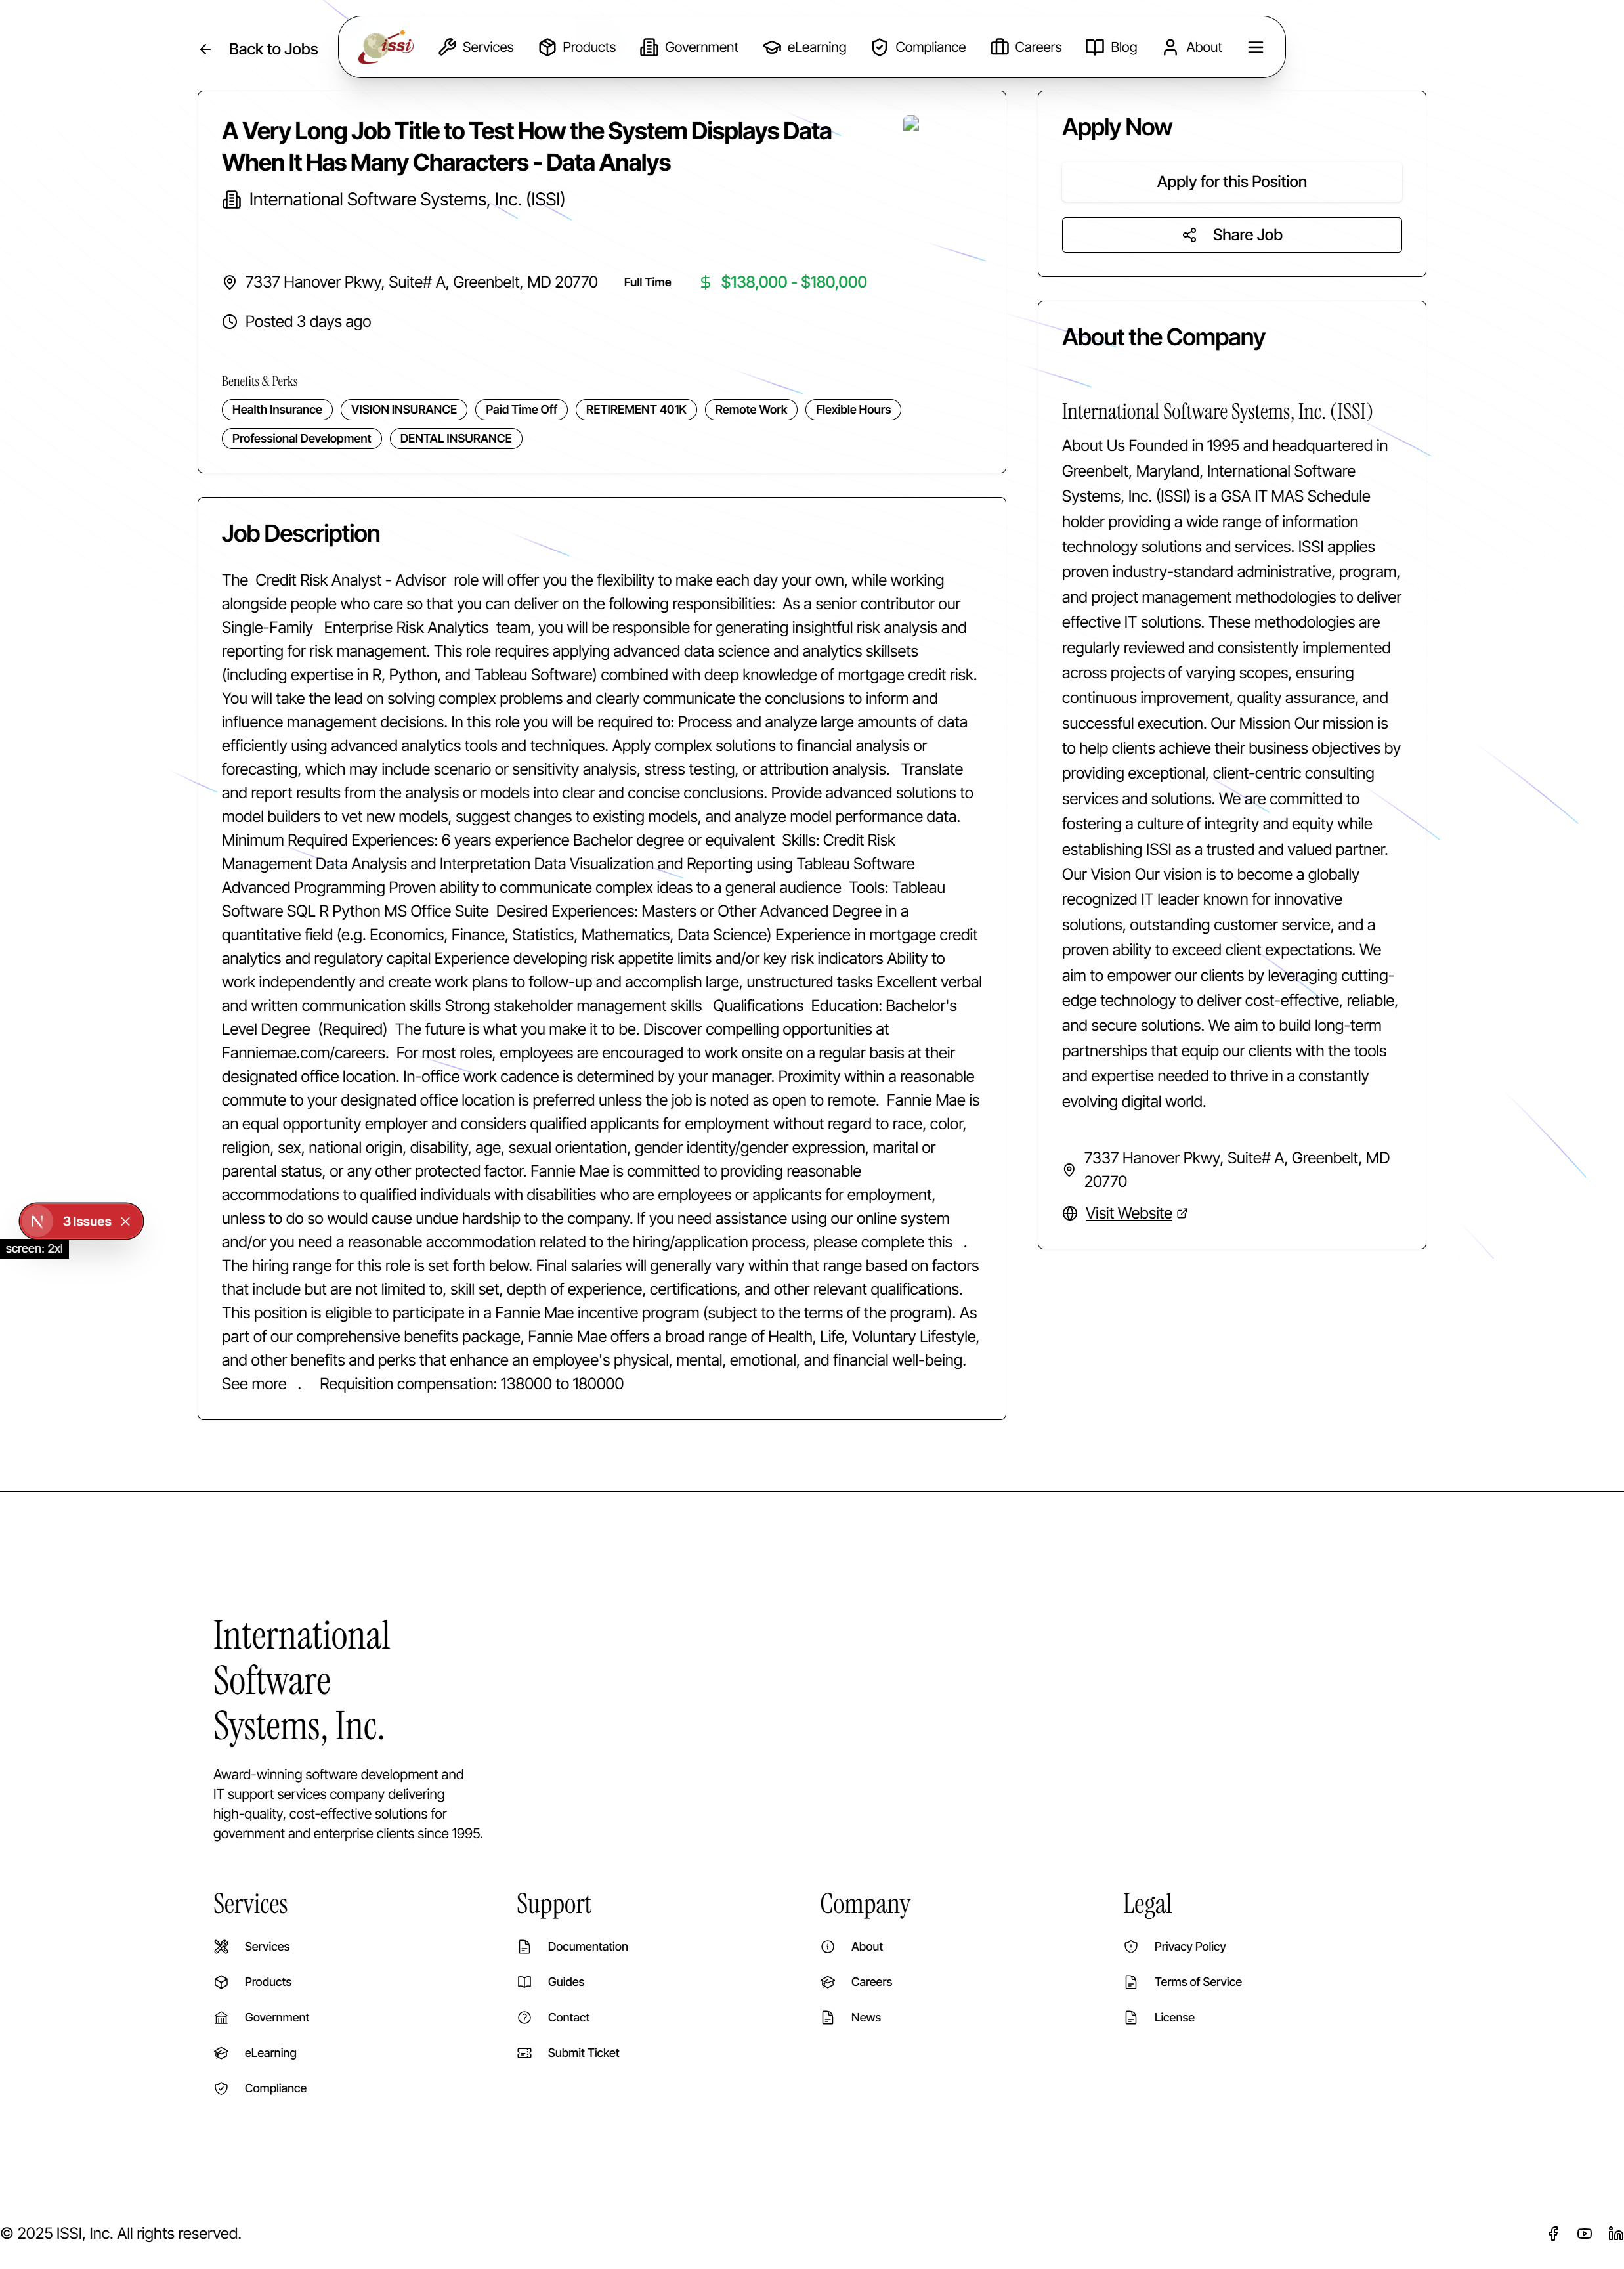 Back to Jobs
issi
Services
Products
Government
eLearning
Compliance
Careers
Blog
About
A Very Long Job Title to Test How the System Displays Data
When It Has Many Characters - Data Analys
International Software Systems, Inc. (ISSI)
7337 Hanover Pkwy, Suite# A, Greenbelt, MD 20770
Full Time
$138,000 - $180,000
Posted 3 days ago
Benefits & Perks
Health Insurance
VISION INSURANCE
Paid Time Off
RETIREMENT 401K
Remote Work
Flexible Hours
Professional Development
DENTAL INSURANCE
Job Description
The Credit Risk Analyst - Advisor role will offer you the flexibility to make each day your own, while working
alongside people who care so that you can deliver on the following responsibilities: As a senior contributor our
Single-Family Enterprise Risk Analytics team, you will be responsible for generating insightful risk analysis and
reporting for risk management. This role requires applying advanced data science and analytics skillsets
(including expertise in R, Python, and Tableau Software) combined with deep knowledge of mortgage credit risk.
You will take the lead on solving complex problems and clearly communicate the conclusions to inform and
influence management decisions. In this role you will be required to: Process and analyze large amounts of data
efficiently using advanced analytics tools and techniques. Apply complex solutions to financial analysis or
forecasting, which may include scenario or sensitivity analysis, stress testing, or attribution analysis. Translate
and report results from the analysis or models into clear and concise conclusions. Provide advanced solutions to
model builders to vet new models, suggest changes to existing models, and analyze model performance data.
Minimum Required Experiences: 6 years experience Bachelor degree or equivalent Skills: Credit Risk
Management Data Analysis and Interpretation Data Visualization and Reporting using Tableau Software
Advanced Programming Proven ability to communicate complex ideas to a general audience Tools: Tableau
Software SQL R Python MS Office Suite Desired Experiences: Masters or Other Advanced Degree in a
quantitative field (e.g. Economics, Finance, Statistics, Mathematics, Data Science) Experience in mortgage credit
analytics and regulatory capital Experience developing risk appetite limits and/or key risk indicators Ability to
work independently and create work plans to follow-up and accomplish large, unstructured tasks Excellent verbal
and written communication skills Strong stakeholder management skills Qualifications Education: Bachelor's
Level Degree (Required) The future is what you make it to be. Discover compelling opportunities at
Fanniemae.com/careers. For most roles, employees are encouraged to work onsite on a regular basis at their
designated office location. In-office work cadence is determined by your manager. Proximity within a reasonable
commute to your designated office location is preferred unless the job is noted as open to remote. Fannie Mae is
an equal opportunity employer and considers qualified applicants for employment without regard to race, color,
religion, sex, national origin, disability, age, sexual orientation, gender identity/gender expression, marital or
parental status, or any other protected factor. Fannie Mae is committed to providing reasonable
accommodations to qualified individuals with disabilities who are employees or applicants for employment,
unless to do so would cause undue hardship to the company. If you need assistance using our online system
and/or you need a reasonable accommodation related to the hiring/application process, please complete this .
The hiring range for this role is set forth below. Final salaries will generally vary within that range based on factors
that include but are not limited to, skill set, depth of experience, certifications, and other relevant qualifications.
This position is eligible to participate in a Fannie Mae incentive program (subject to the terms of the program). As
part of our comprehensive benefits package, Fannie Mae offers a broad range of Health, Life, Voluntary Lifestyle,
and other benefits and perks that enhance an employee's physical, mental, emotional, and financial well-being.
See more . Requisition compensation: 138000 to 180000
Apply Now
Apply for this Position
Share Job
About the Company
International Software Systems, Inc. (ISSI)
About Us Founded in 1995 and headquartered in
Greenbelt, Maryland, International Software
Systems, Inc. (ISSI) is a GSA IT MAS Schedule
holder providing a wide range of information
technology solutions and services. ISSI applies
proven industry-standard administrative, program,
and project management methodologies to deliver
effective IT solutions. These methodologies are
regularly reviewed and consistently implemented
across projects of varying scopes, ensuring
continuous improvement, quality assurance, and
successful execution. Our Mission Our mission is
to help clients achieve their business objectives by
providing exceptional, client-centric consulting
services and solutions. We are committed to
fostering a culture of integrity and equity while
establishing ISSI as a trusted and valued partner.
Our Vision Our vision is to become a globally
recognized IT leader known for innovative
solutions, outstanding customer service, and a
proven ability to exceed client expectations. We
aim to empower our clients by leveraging cutting-
edge technology to deliver cost-effective, reliable,
and secure solutions. We aim to build long-term
partnerships that equip our clients with the tools
and expertise needed to thrive in a constantly
evolving digital world.
7337 Hanover Pkwy, Suite# A, Greenbelt, MD
20770
Visit Website
N 3 Issues
screen: 2xl
International
Software
Systems, Inc.
Award-winning software development and
IT support services company delivering
high-quality, cost-effective solutions for
government and enterprise clients since 1995.
Services
Services
Products
Government
eLearning
Compliance
Support
Documentation
Guides
Contact
Submit Ticket
Company
About
Careers
News
Legal
Privacy Policy
Terms of Service
License
© 2025 ISSI, Inc. All rights reserved.